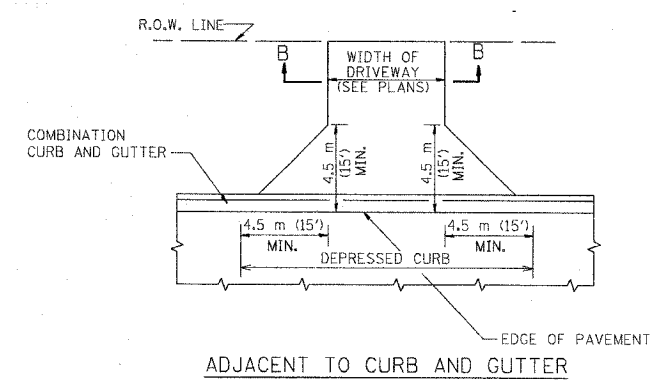 R.O.W. LINE
B
WIDTH OF
DRIVEWAY
(SEE PLANS)
B
COMBINATION
CURB AND GUTTER
4.5 m
(15')
MIN.
4.5 m
(15')
MIN.
4.5 m (15')
MIN.
4.5 m (15')
MIN.
DEPRESSED CURB
EDGE OF PAVEMENT
ADJACENT TO CURB AND GUTTER